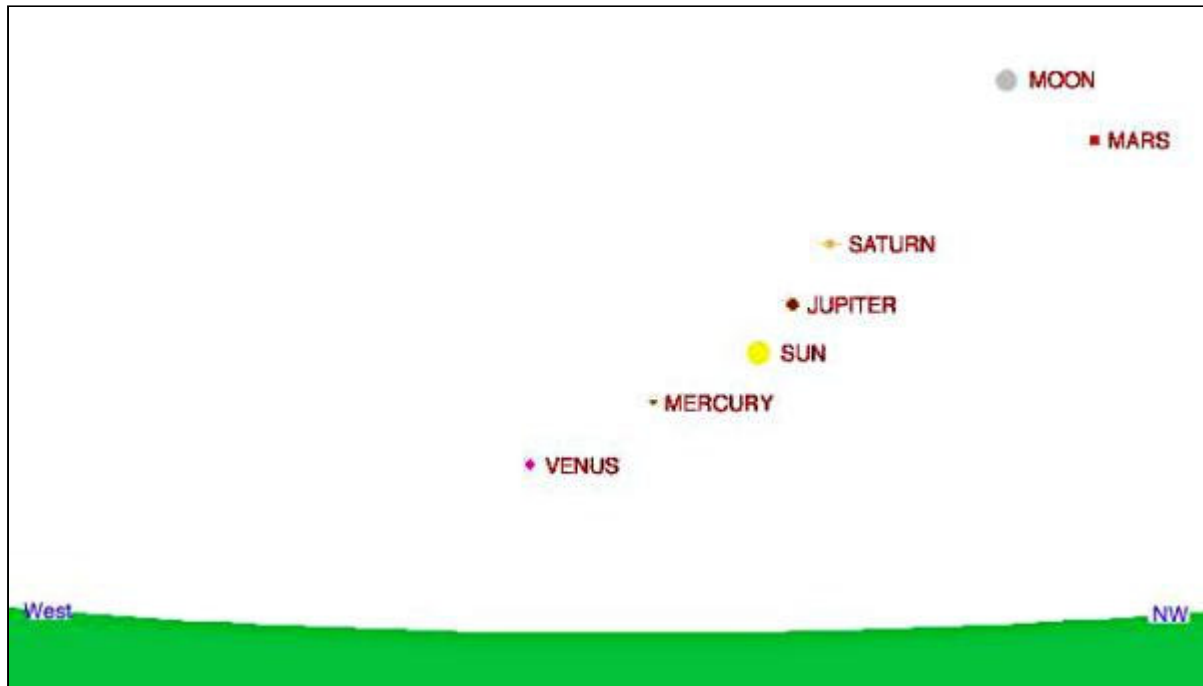 MOON
MARS
SATURN
JUPITER
SUN
MERCURY
VENUS
West
NW